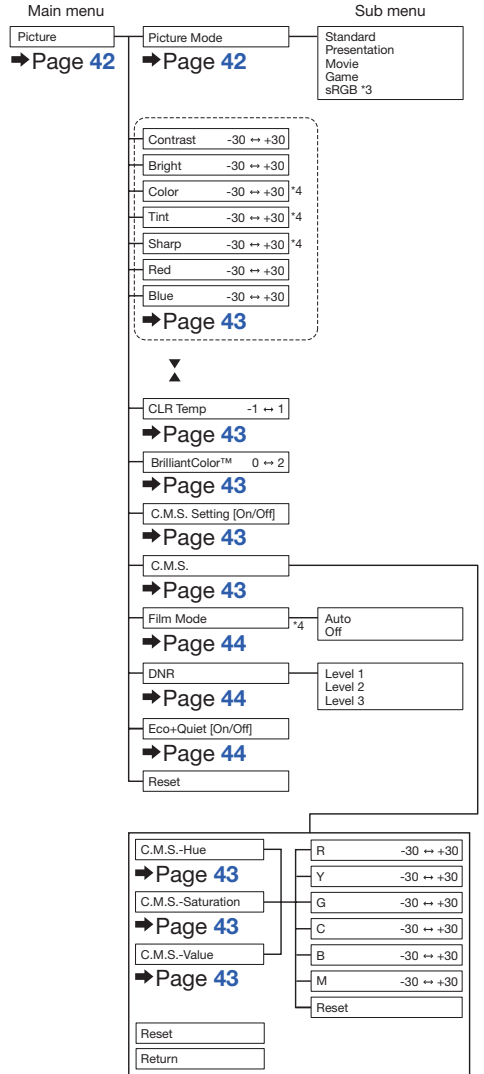 Main menu
Sub menu
Picture
➡Page 42
Picture Mode
➡Page 42
Standard
Presentation
Movie
Game
sRGB *3
Contrast -30 ↔ +30
Bright -30 ↔ +30
Color -30 ↔ +30 *4
Tint -30 ↔ +30 *4
Sharp -30 ↔ +30 *4
Red -30 ↔ +30
Blue -30 ↔ +30
➡Page 43
CLR Temp -1 ↔ 1
➡Page 43
BrilliantColor™ 0 ↔ 2
➡Page 43
C.M.S. Setting [On/Off]
➡Page 43
C.M.S.
➡Page 43
Film Mode *4
➡Page 44
Auto
Off
DNR
➡Page 44
Level 1
Level 2
Level 3
Eco+Quiet [On/Off]
➡Page 44
Reset
C.M.S.-Hue
➡Page 43
C.M.S.-Saturation
➡Page 43
C.M.S.-Value
➡Page 43
R -30 ↔ +30
Y -30 ↔ +30
G -30 ↔ +30
C -30 ↔ +30
B -30 ↔ +30
M -30 ↔ +30
Reset
Reset
Return